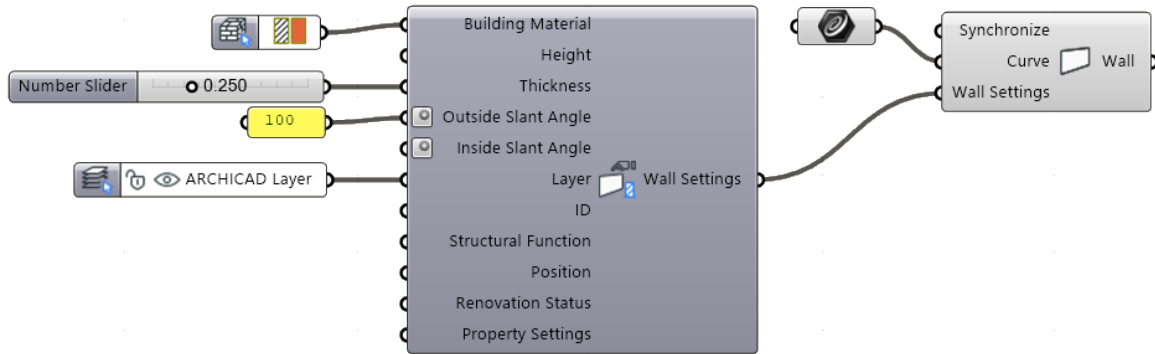 Building Material
Height
Number Slider 0.250
Thickness
100
Outside Slant Angle
Inside Slant Angle
ARCHICAD Layer
Layer
Wall Settings
ID
Structural Function
Position
Renovation Status
Property Settings
Synchronize
Curve
Wall
Wall Settings